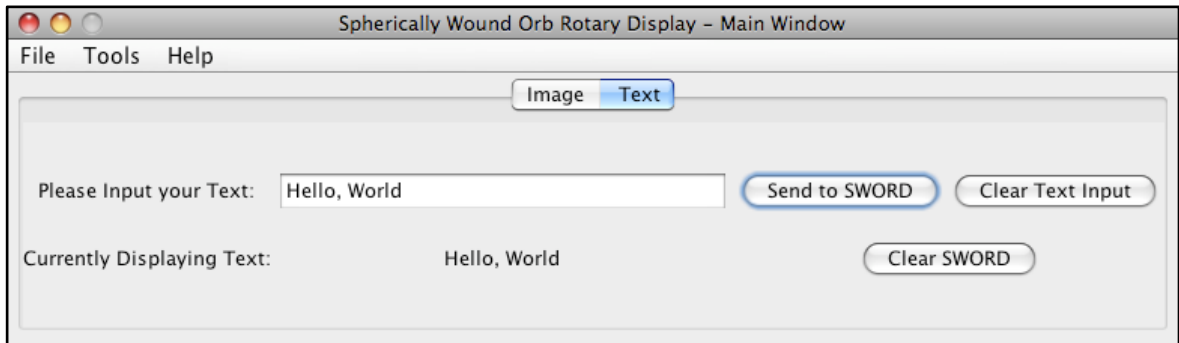 Spherically Wound Orb Rotary Display – Main Window
File Tools Help
Image Text
Please Input your Text: Hello, World Send to SWORD Clear Text Input
Currently Displaying Text: Hello, World Clear SWORD